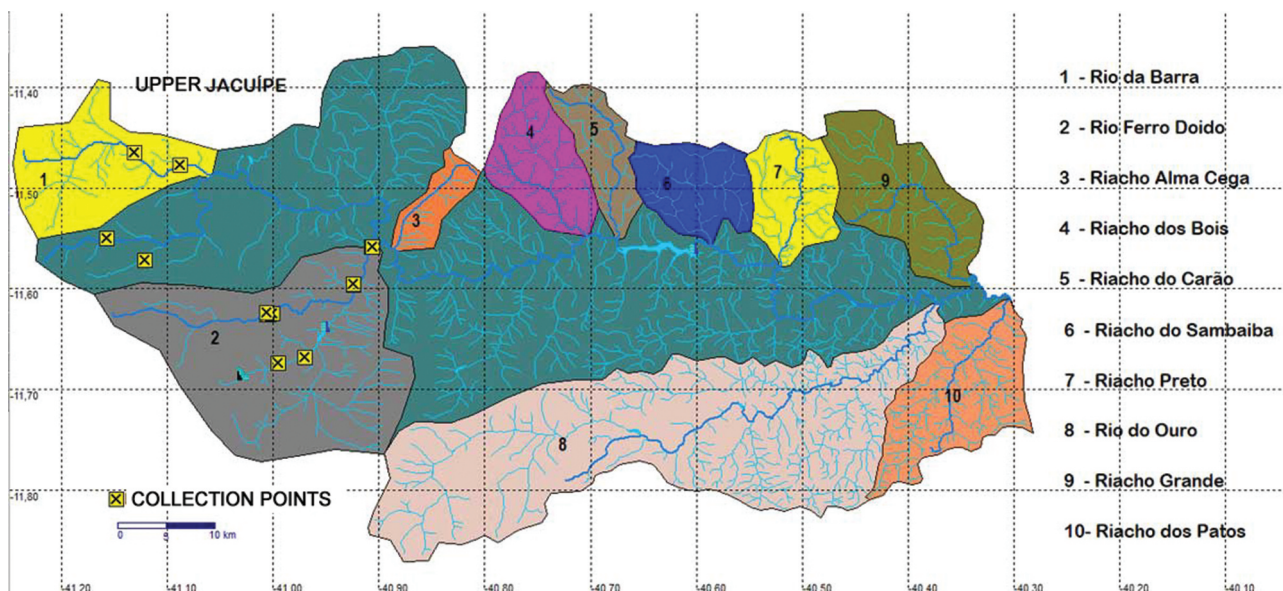 UPPER JACUÍPE
-11,40
-11,50
-11,60
-11,70
-11,80
1
2
3
4
5
6
7
8
9
10
1 - Rio da Barra
2 - Rio Ferro Doido
3 - Riacho Alma Cega
4 - Riacho dos Bois
5 - Riacho do Carão
6 - Riacho do Sambaiba
7 - Riacho Preto
8 - Rio do Ouro
9 - Riacho Grande
10- Riacho dos Patos
COLLECTION POINTS
0 5 10 km
-41,20 -41,10 -41,00 -40,90 -40,80 -40,70 -40,60 -40,50 -40,40 -40,30 -40,20 -40,10